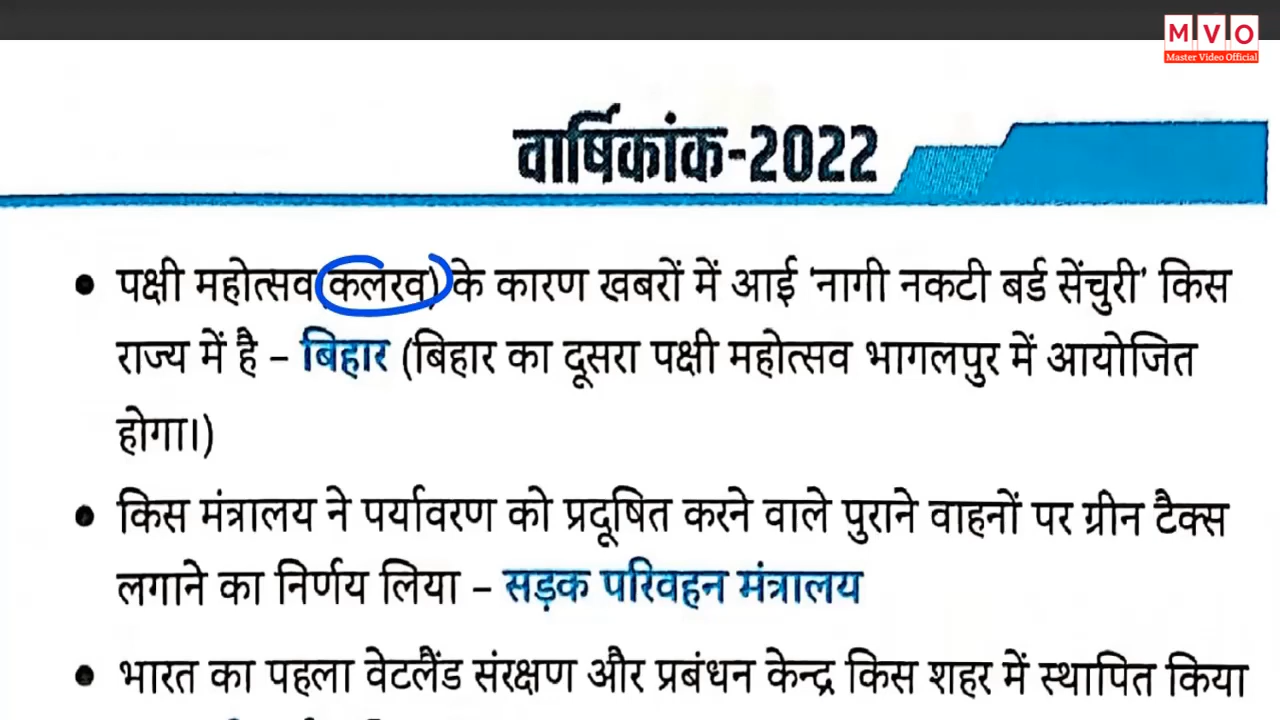 MVO
Master Video Official
वार्षिकांक-2022
• पक्षी महोत्सव (कलरव) के कारण खबरों में आई 'नागी नकटी बर्ड सेंचुरी' किस
राज्य में है – बिहार (बिहार का दूसरा पक्षी महोत्सव भागलपुर में आयोजित
होगा।)
• किस मंत्रालय ने पर्यावरण को प्रदूषित करने वाले पुराने वाहनों पर ग्रीन टैक्स
लगाने का निर्णय लिया – सड़क परिवहन मंत्रालय
• भारत का पहला वेटलैंड संरक्षण और प्रबंधन केन्द्र किस शहर में स्थापित किया